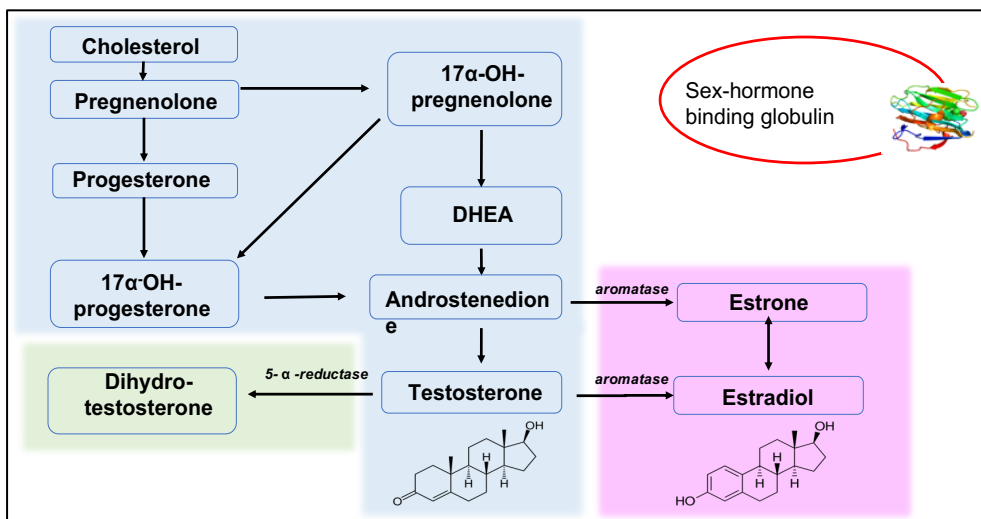 Cholesterol
17α-OH-
pregnenolone
Sex-hormone
binding globulin
Pregnenolone
Progesterone
DHEA
17α-OH-
progesterone
Androstenedion
e
aromatase
Estrone
Dihydro-
testosterone
5- α -reductase
Testosterone
aromatase
Estradiol
OH
H
H
H
O
OH
H
H
H
HO